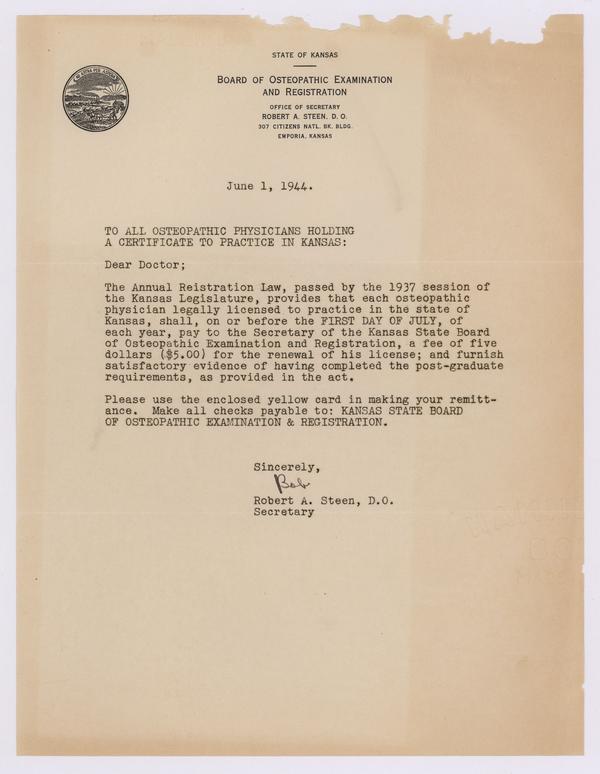 STATE OF KANSAS
BOARD OF OSTEOPATHIC EXAMINATION
AND REGISTRATION
OFFICE OF SECRETARY
ROBERT A. STEEN, D. O.
307 CITIZENS NATL. BK. BLDG.
EMPORIA, KANSAS
June 1, 1944.
TO ALL OSTEOPATHIC PHYSICIANS HOLDING
A CERTIFICATE TO PRACTICE IN KANSAS:
Dear Doctor;
The Annual Reistration Law, passed by the 1937 session of
the Kansas Legislature, provides that each osteopathic
physician legally licensed to practice in the state of
Kansas, shall, on or before the FIRST DAY OF JULY, of
each year, pay to the Secretary of the Kansas State Board
of Osteopathic Examination and Registration, a fee of five
dollars ($5.00) for the renewal of his license; and furnish
satisfactory evidence of having completed the post-graduate
requirements, as provided in the act.
Please use the enclosed yellow card in making your remitt-
ance. Make all checks payable to: KANSAS STATE BOARD
OF OSTEOPATHIC EXAMINATION & REGISTRATION.
Sincerely,
Bob
Robert A. Steen, D.O.
Secretary